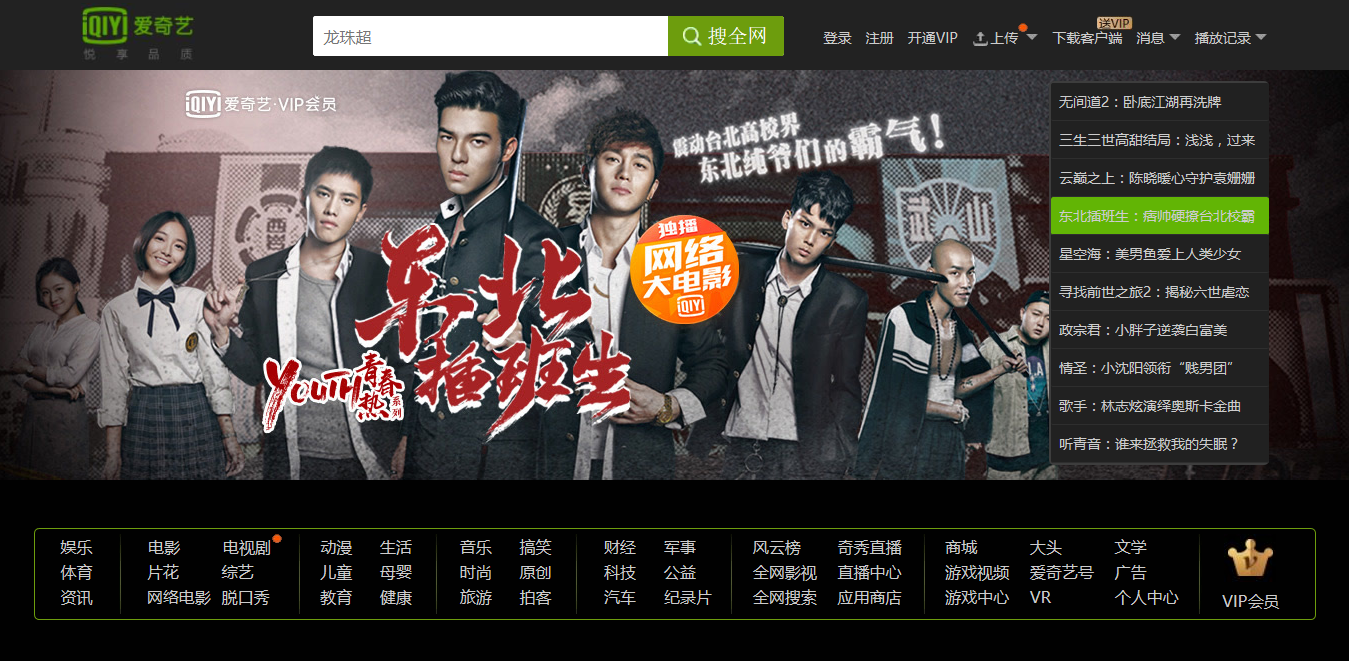 iQIYI 爱奇艺
悦享品质
龙珠超
搜全网
登录 注册 开通VIP 上传 下载客户端 消息 播放记录
送VIP
iQIYI 爱奇艺·VIP会员
震动台北高校界
东北纯爷们的霸气！
独播
网络
大电影
iQIYI
东北
插班生
YOUTH 青春热 系列
无间道2：卧底江湖再洗牌
三生三世高甜结局：浅浅，过来
云巅之上：陈晓暖心守护袁姗姗
东北插班生：痞帅硬擦台北校霸
星空海：美男鱼爱上人类少女
寻找前世之旅2：揭秘六世虐恋
政宗君：小胖子逆袭白富美
情圣：小沈阳领衔“贱男团”
歌手：林志炫演绎奥斯卡金曲
听青音：谁来拯救我的失眠？
娱乐 电影 电视剧 动漫 生活 音乐 搞笑 财经 军事 风云榜 奇秀直播 商城 大头 文学
体育 片花 综艺 儿童 母婴 时尚 原创 科技 公益 全网影视 直播中心 游戏视频 爱奇艺号 广告
资讯 网络电影 脱口秀 教育 健康 旅游 拍客 汽车 纪录片 全网搜索 应用商店 游戏中心 VR 个人中心
VIP会员